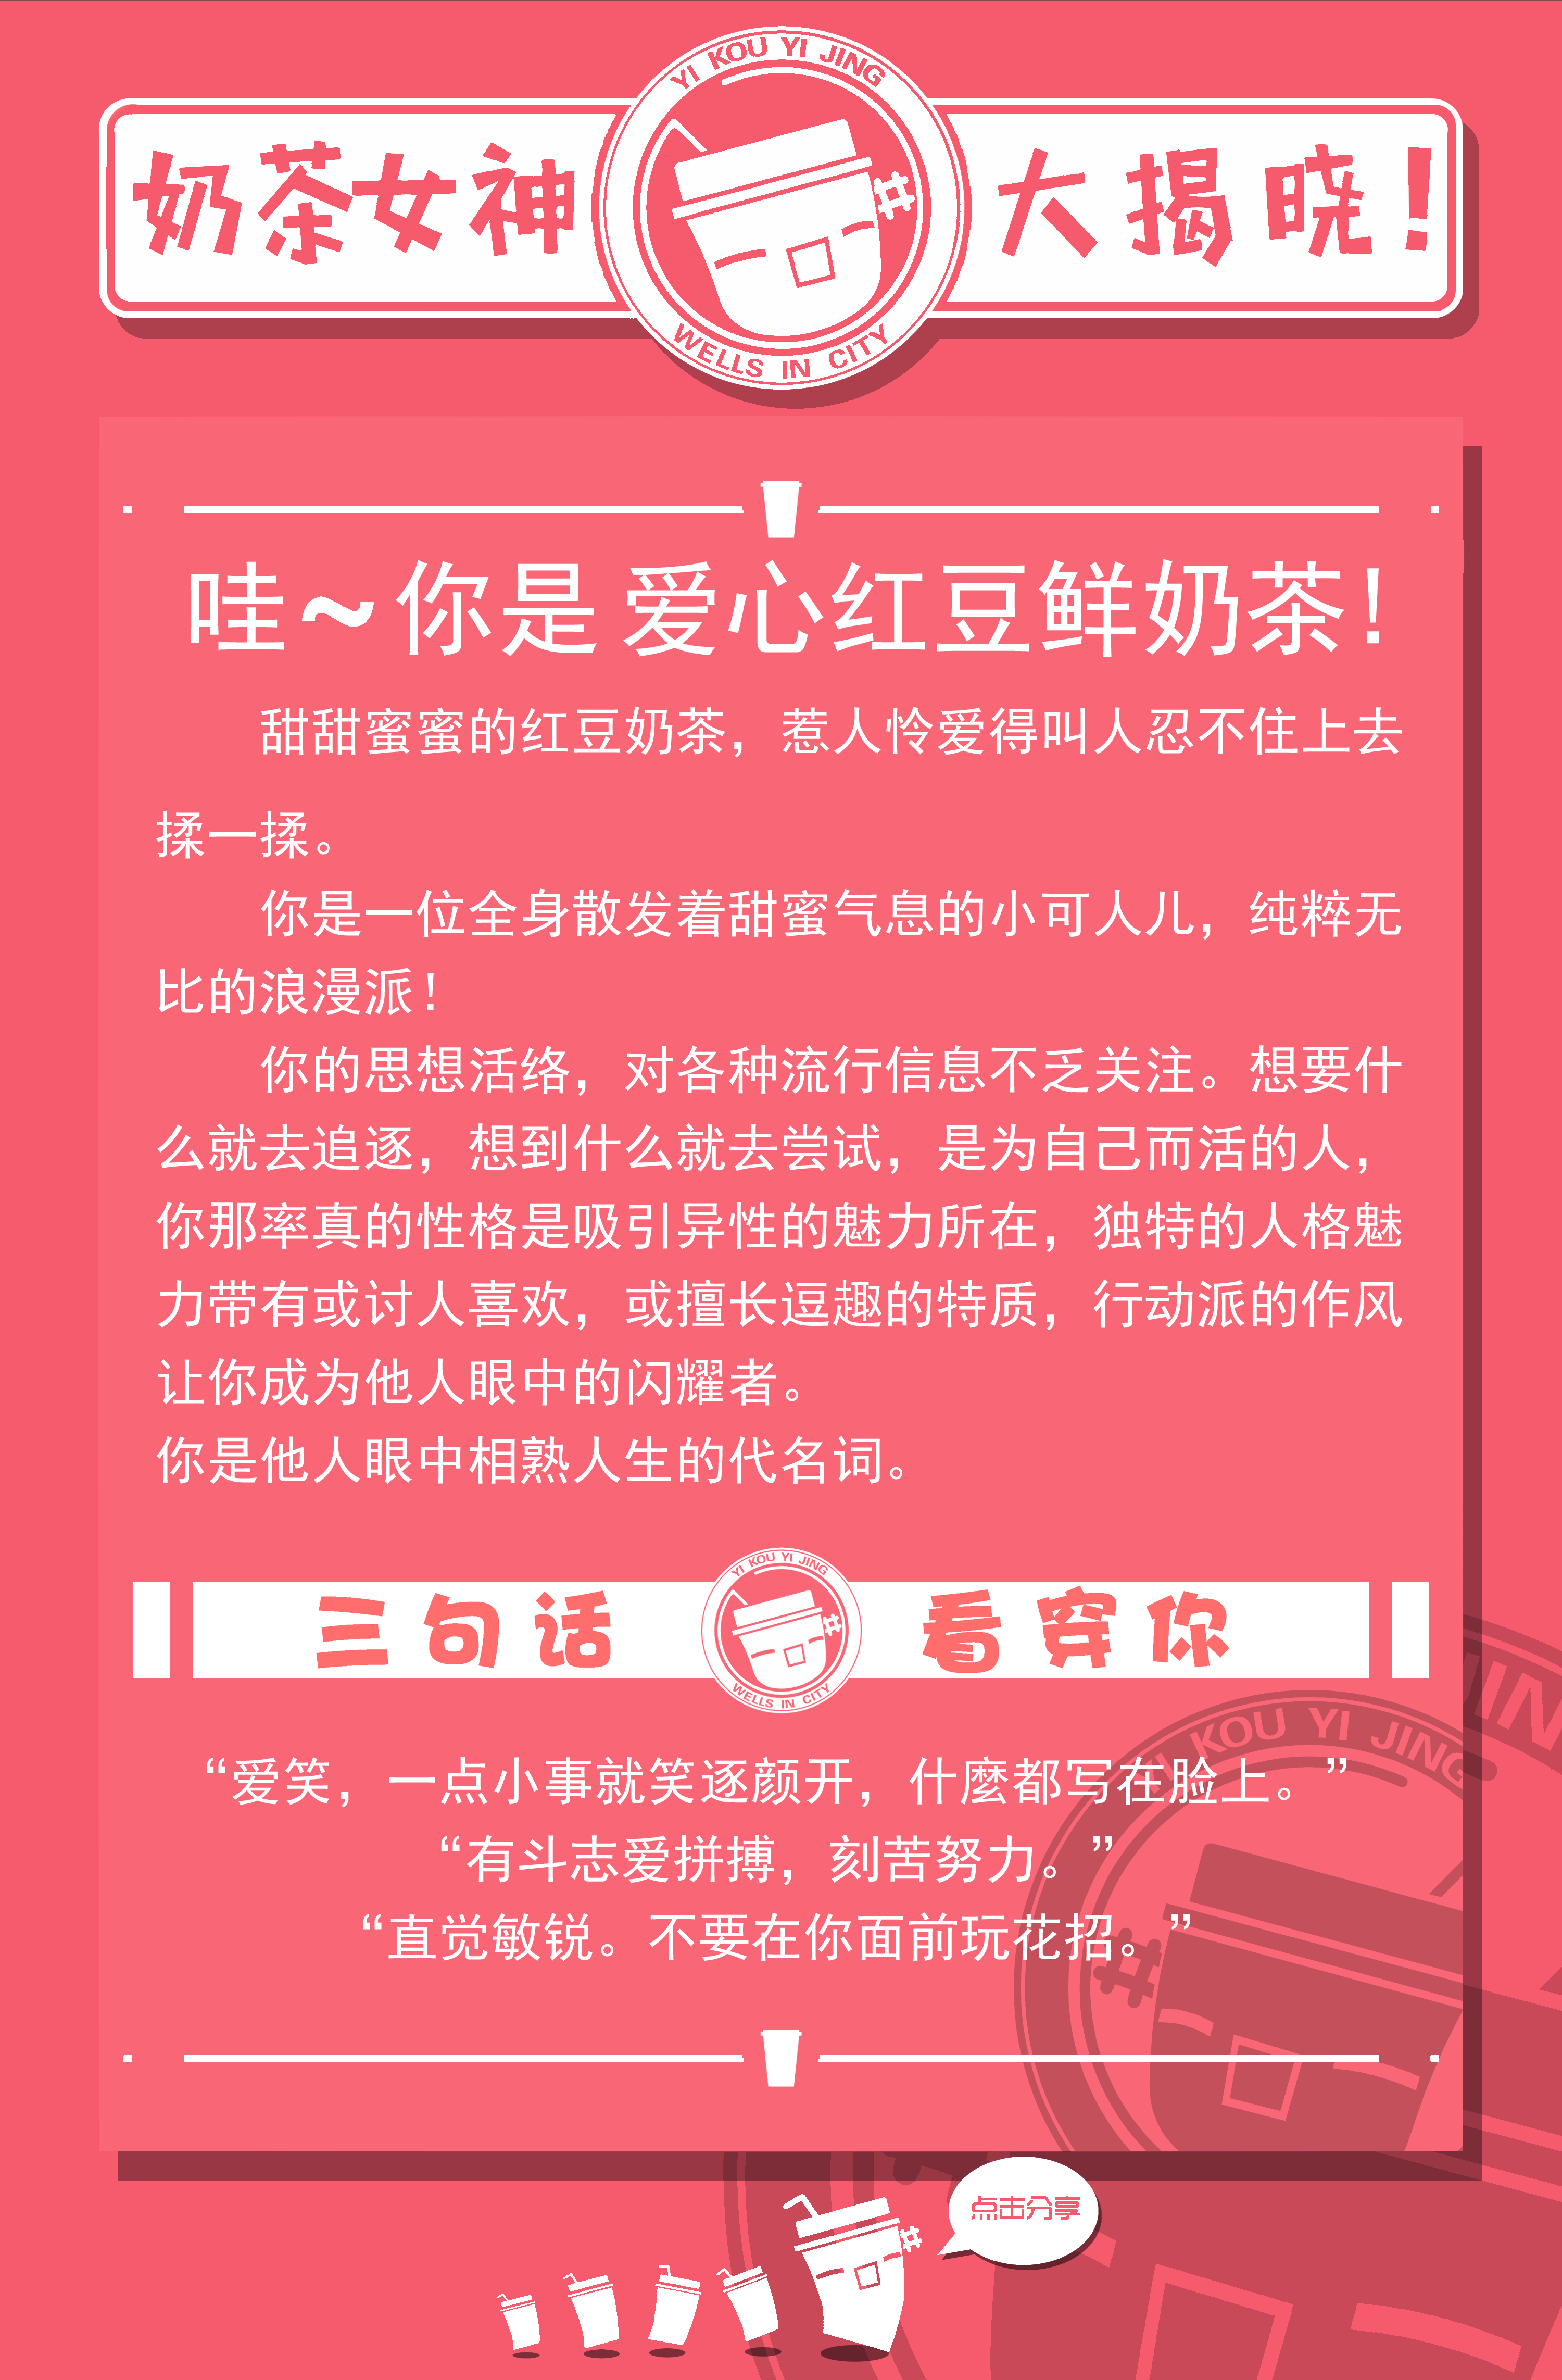 YI KOU YI JING
奶茶女神
大揭晓！
WELLS IN CITY
哇~你是 爱心红豆鲜奶茶！
甜甜蜜蜜的红豆奶茶，惹人怜爱得叫人忍不住上去
揉一揉。
你是一位全身散发着甜蜜气息的小可人儿，纯粹无
比的浪漫派！
你的思想活络，对各种流行信息不乏关注。想要什
么就去追逐，想到什么就去尝试，是为自己而活的人，
你那率真的性格是吸引异性的魅力所在，独特的人格魅
力带有或讨人喜欢，或擅长逗趣的特质，行动派的作风
让你成为他人眼中的闪耀者。
你是他人眼中相熟人生的代名词。
YI KOU YI JING
三句话
看穿你
WELLS IN CITY
JIN
YI KOU YI JING
“爱笑，一点小事就笑逐颜开，什麼都写在脸上。”
“有斗志爱拼搏，刻苦努力。”
“直觉敏锐。不要在你面前玩花招。”
点击分享